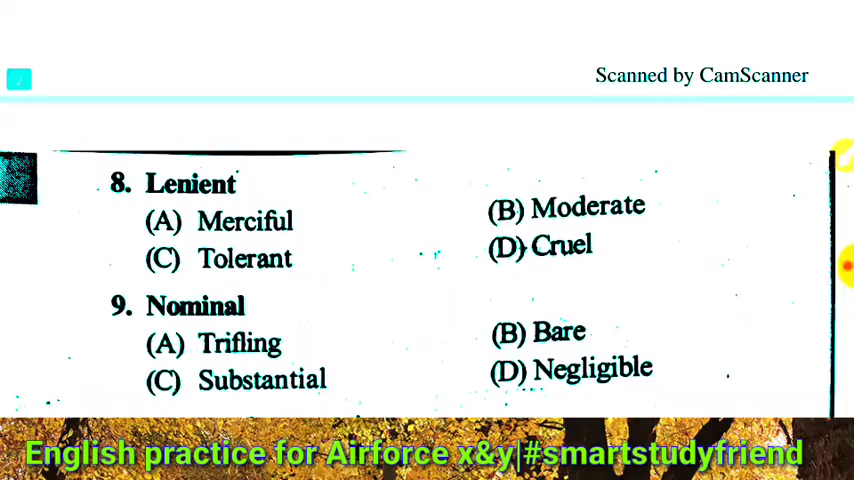 Scanned by CamScanner
8. Lenient
(A) Merciful (B) Moderate
(C) Tolerant (D) Cruel
9. Nominal
(A) Trifling (B) Bare
(C) Substantial (D) Negligible
English practice for Airforce x&y|#smartstudyfriend